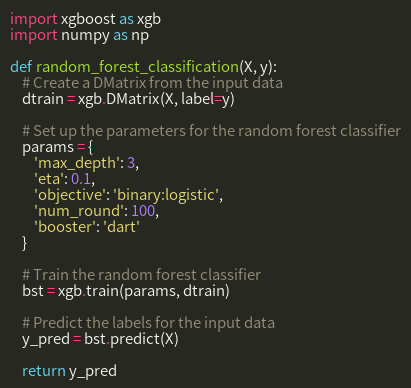 import xgboost as xgb
import numpy as np
def random_forest_classification(X, y):
# Create a DMatrix from the input data
dtrain = xgb.DMatrix(X, label=y)
# Set up the parameters for the random forest classifier
params = {
'max_depth': 3,
'eta': 0.1,
'objective': 'binary:logistic',
'num_round': 100,
'booster': 'dart'
}
# Train the random forest classifier
bst = xgb.train(params, dtrain)
# Predict the labels for the input data
y_pred = bst.predict(X)
return y_pred